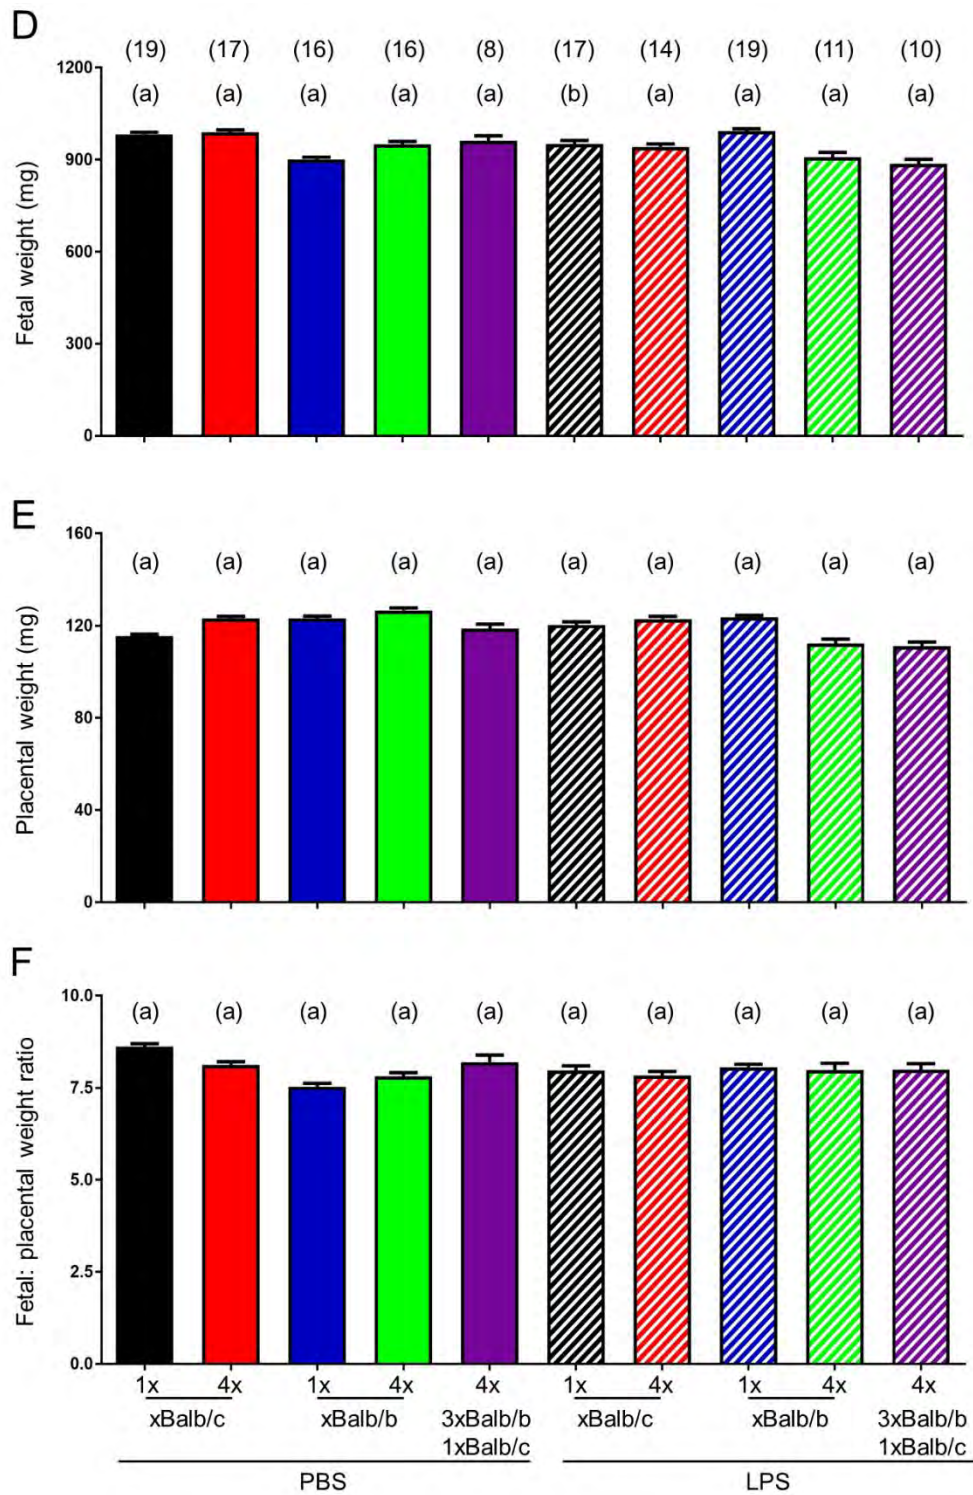 D
(19) (17) (16) (16) (8) (17) (14) (19) (11) (10)
1200
(a) (a) (a) (a) (a) (b) (a) (a) (a) (a)
900
600
300
0
Fetal weight (mg)
E
160
(a) (a) (a) (a) (a) (a) (a) (a) (a) (a)
120
80
40
0
Placental weight (mg)
F
10.0
(a) (a) (a) (a) (a) (a) (a) (a) (a) (a)
7.5
5.0
2.5
0.0
Fetal: placental weight ratio
1x 4x 1x 4x 4x 1x 4x 1x 4x 4x
xBalb/c xBalb/b 3xBalb/b xBalb/c xBalb/b 3xBalb/b
1xBalb/c 1xBalb/c
PBS LPS